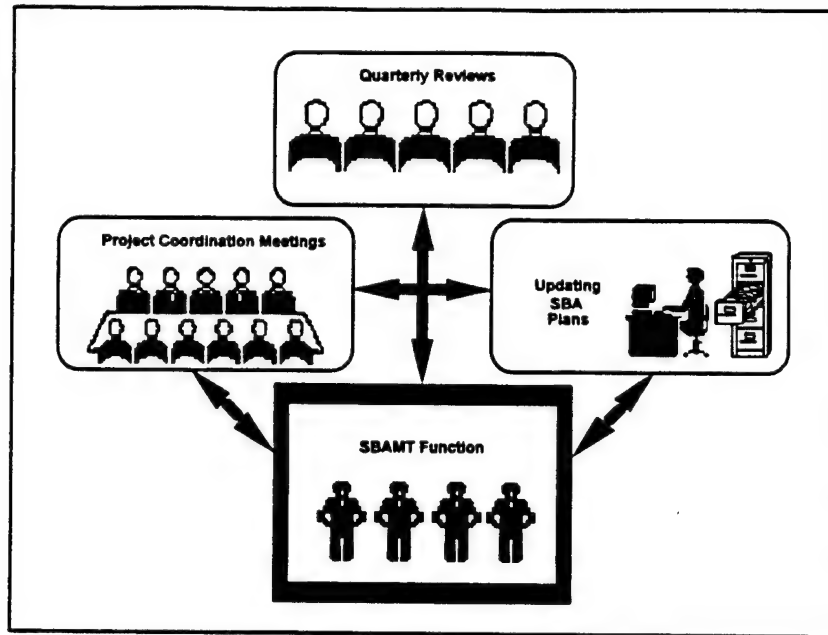 Quarterly Reviews
Project Coordination Meetings
Updating
SBA
Plans
SBAMT Function